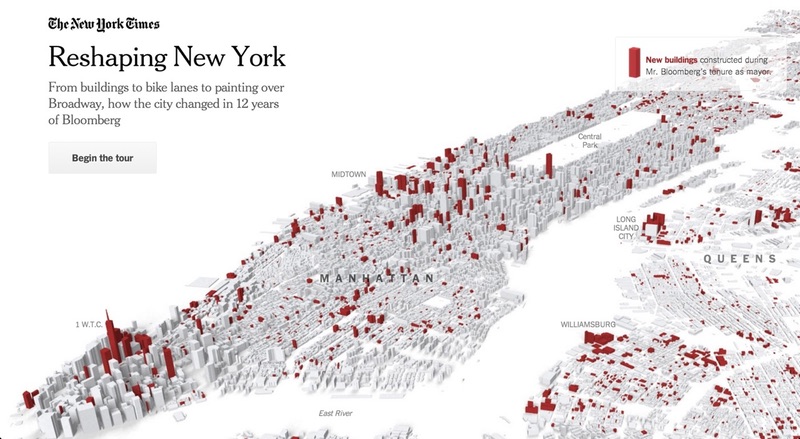 The New York Times
Reshaping New York
From buildings to bike lanes to painting over
Broadway, how the city changed in 12 years
of Bloomberg
Begin the tour
New buildings constructed during
Mr. Bloomberg's tenure as mayor.
Central
Park
MIDTOWN
LONG
ISLAND
CITY
QUEENS
MANHATTAN
1 W.T.C.
WILLIAMSBURG
East River